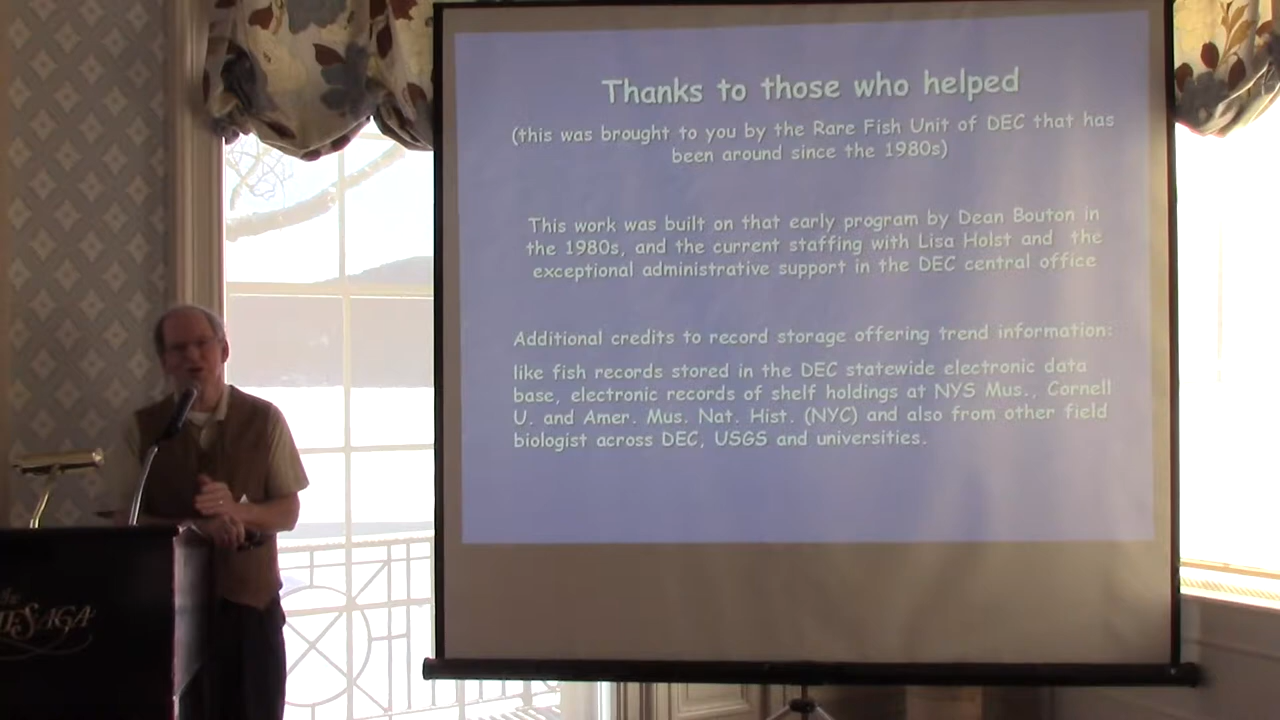 Thanks to those who helped
(this was brought to you by the Rare Fish Unit of DEC that has
been around since the 1980s)
This work was built on that early program by Dean Bouton in
the 1980s, and the current staffing with Lisa Holst and the
exceptional administrative support in the DEC central office
Additional credits to record storage offering trend information:
like fish records stored in the DEC statewide electronic data
base, electronic records of shelf holdings at NYS Mus., Cornell
U. and Amer. Mus. Nat. Hist. (NYC) and also from other field
biologist across DEC, USGS and universities.